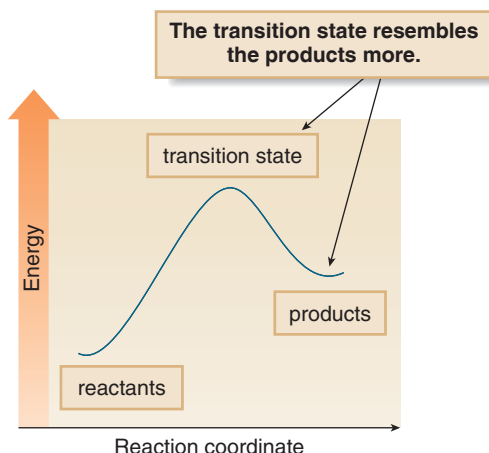 The transition state resembles
the products more.
transition state
Energy
products
reactants
Reaction coordinate